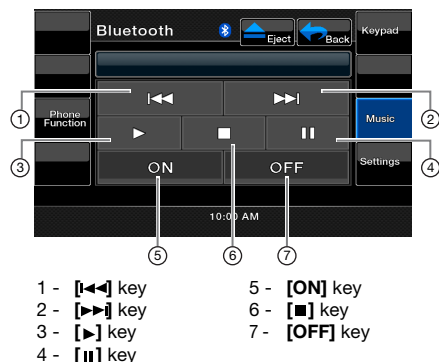 Bluetooth Eject Back Keypad
1 2
Phone
Function
Music
3 4
ON OFF Settings
10:00 AM
5 6 7
1 - [⏮] key
2 - [⏭] key
3 - [▶] key
4 - [⏸] key
5 - [ON] key
6 - [■] key
7 - [OFF] key